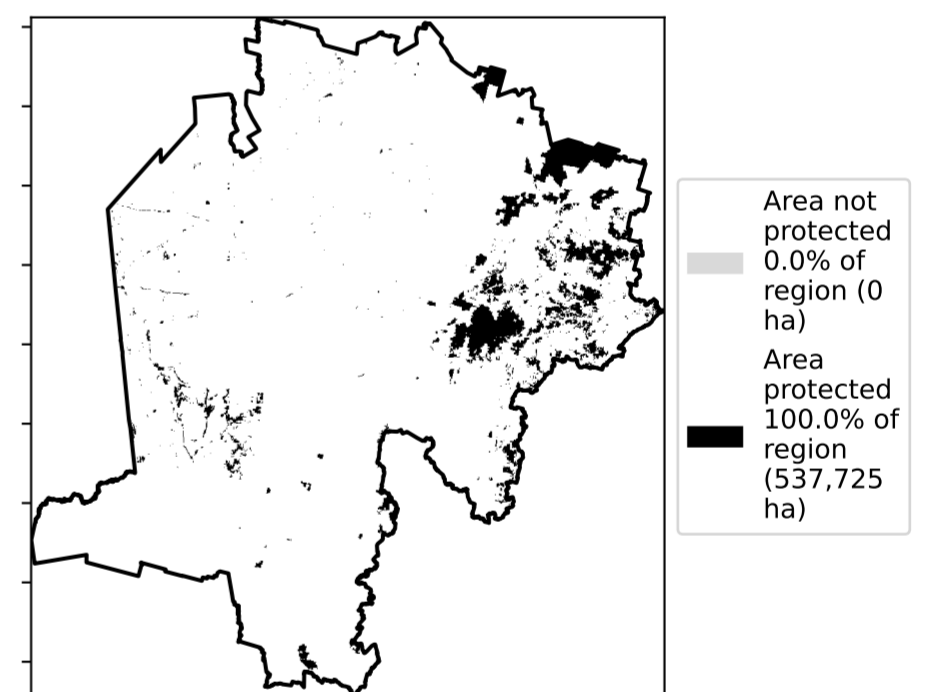 Area not
protected
0.0% of
region (0
ha)
Area
protected
100.0% of
region
(537,725
ha)